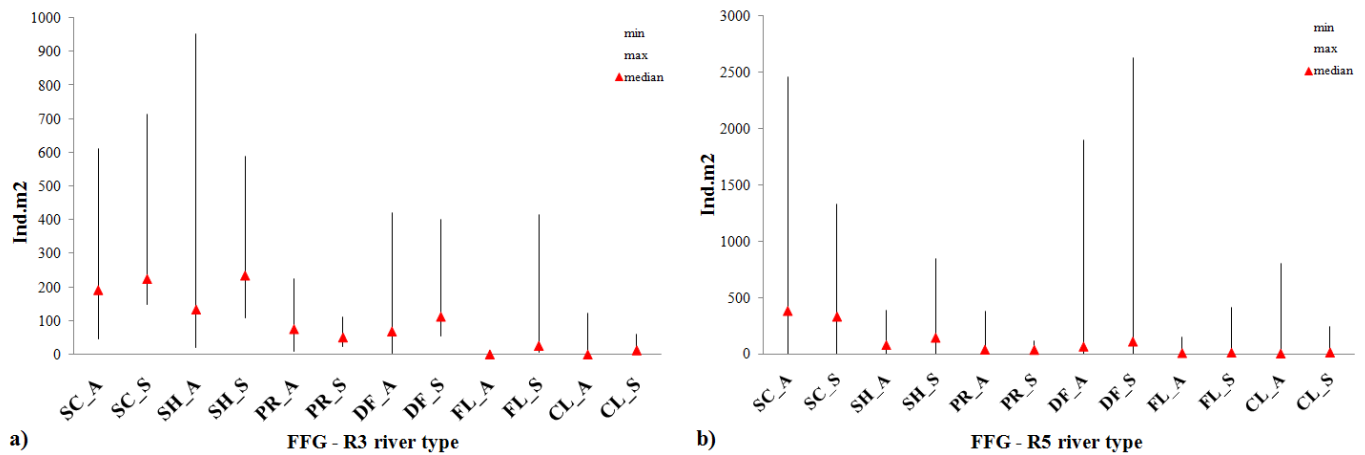 1000
900
800
700
600
500
400
300
200
100
0
Ind.m2
min
max
median
SC_A
SC_S
SH_A
SH_S
PR_A
PR_S
DF_A
DF_S
FL_A
FL_S
CL_A
CL_S
a)
FFG - R3 river type
3000
2500
2000
1500
1000
500
0
Ind.m2
min
max
median
SC_A
SC_S
SH_A
SH_S
PR_A
PR_S
DF_A
DF_S
FL_A
FL_S
CL_A
CL_S
b)
FFG - R5 river type